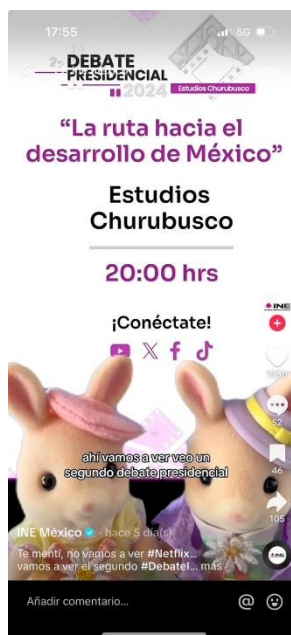 17:55
5G
2o DEBATE
PRESIDENCIAL
2024
Estudios Churubusco
“La ruta hacia el
desarrollo de México”
Estudios
Churubusco
20:00 hrs
¡Conéctate!
INE
52
ahí vamos a ver veo un
segundo debate presidencial
46
105
INE México · hace 5 día(s)
Te mentí, no vamos a ver #Netflix...
vamos a ver el segundo #DebateI... más
Añadir comentario...